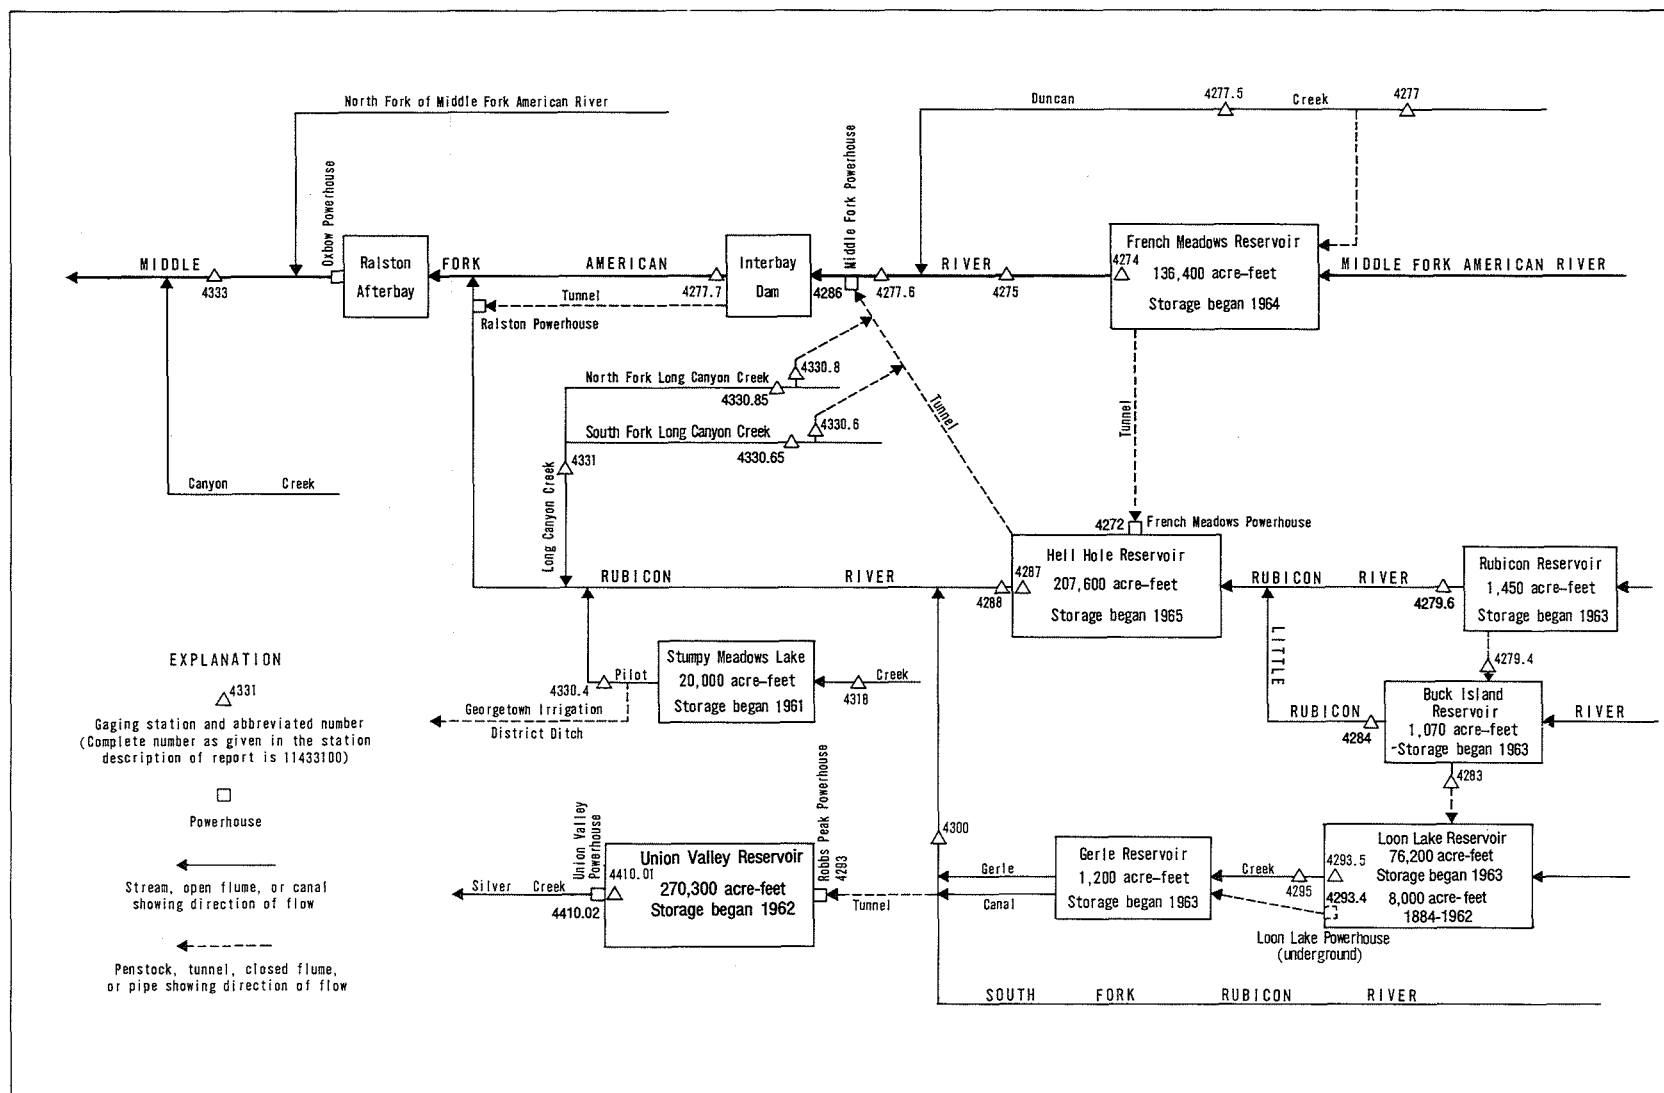 North Fork of Middle Fork American River
Duncan
4277.5
Creek
4277
Oxbow Powerhouse
Middle Fork Powerhouse
MIDDLE
4333
Ralston
Afterbay
FORK
AMERICAN
4277.7
Interbay
Dam
4286
4277.6
RIVER
4275
French Meadows Reservoir
4274
136,400 acre-feet
Storage began 1964
MIDDLE FORK AMERICAN RIVER
Tunnel
Ralston Powerhouse
4330.8
North Fork Long Canyon Creek
4330.85
4330.6
South Fork Long Canyon Creek
4330.65
4331
Tunnel
Tunnel
Canyon Creek
Long Canyon Creek
4272
French Meadows Powerhouse
Hell Hole Reservoir
4287
207,600 acre-feet
Storage began 1965
4288
RUBICON RIVER
RUBICON RIVER
4279.6
Rubicon Reservoir
1,450 acre-feet
Storage began 1963
4279.4
LITTLE
RUBICON
4284
Buck Island
Reservoir
1,070 acre-feet
-Storage began 1963
RIVER
4283
Stumpy Meadows Lake
20,000 acre-feet
Storage began 1961
4330.4
Pilot
4318
Creek
Georgetown Irrigation
District Ditch
EXPLANATION
4331
Gaging station and abbreviated number
(Complete number as given in the station
description of report is 11433100)
Powerhouse
Stream, open flume, or canal
showing direction of flow
Penstock, tunnel, closed flume,
or pipe showing direction of flow
Union Valley
Powerhouse
Robbs Peak Powerhouse
4293
Union Valley Reservoir
4410.01
270,300 acre-feet
Storage began 1962
Silver Creek
4410.02
Tunnel
4300
Gerle
Canal
Gerle Reservoir
1,200 acre-feet
Storage began 1963
Creek
4295
Loon Lake Reservoir
76,200 acre-feet
4293.5
Storage began 1963
4293.4
8,000 acre-feet
1884-1962
Loon Lake Powerhouse
(underground)
SOUTH FORK RUBICON RIVER